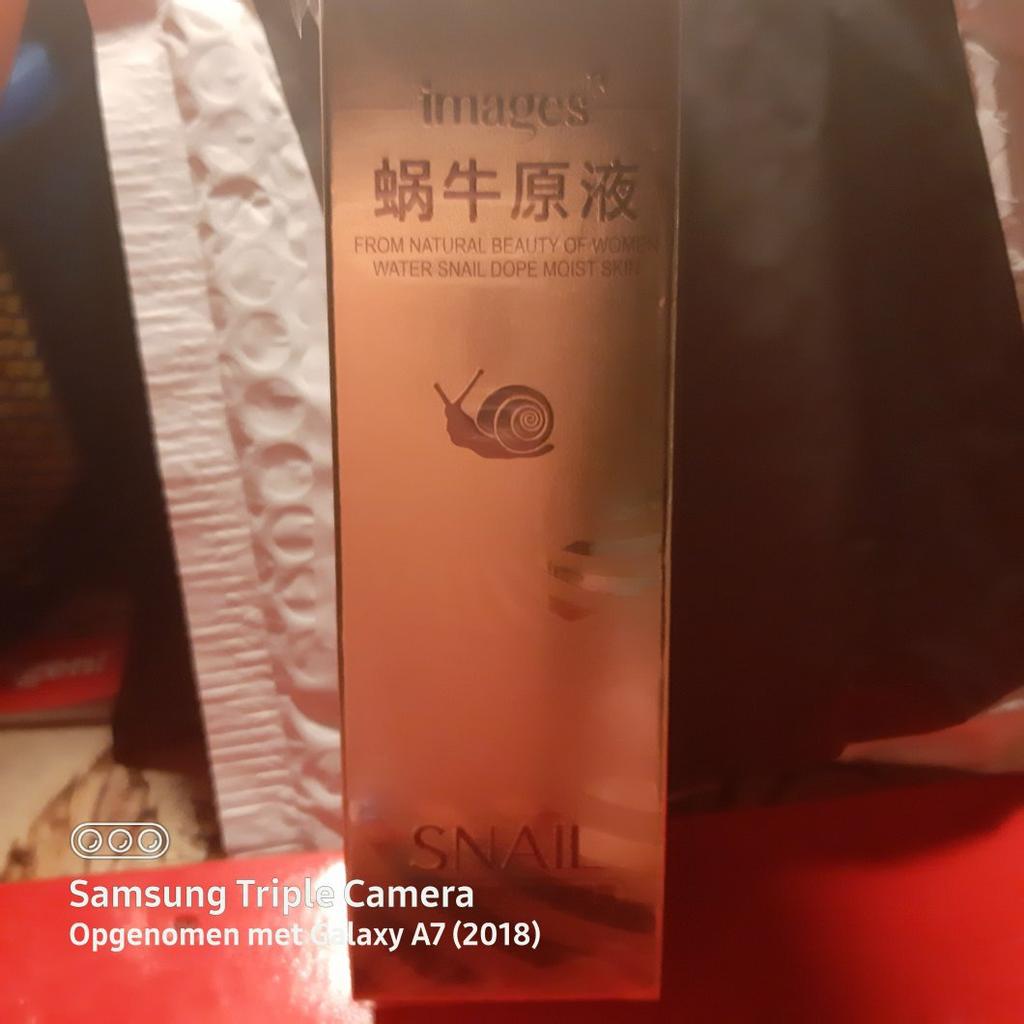 images
蜗牛原液
FROM NATURAL BEAUTY OF WOMEN
WATER SNAIL DOPE MOIST SKIN
SNAIL
Samsung Triple Camera
Opgenomen met Galaxy A7 (2018)